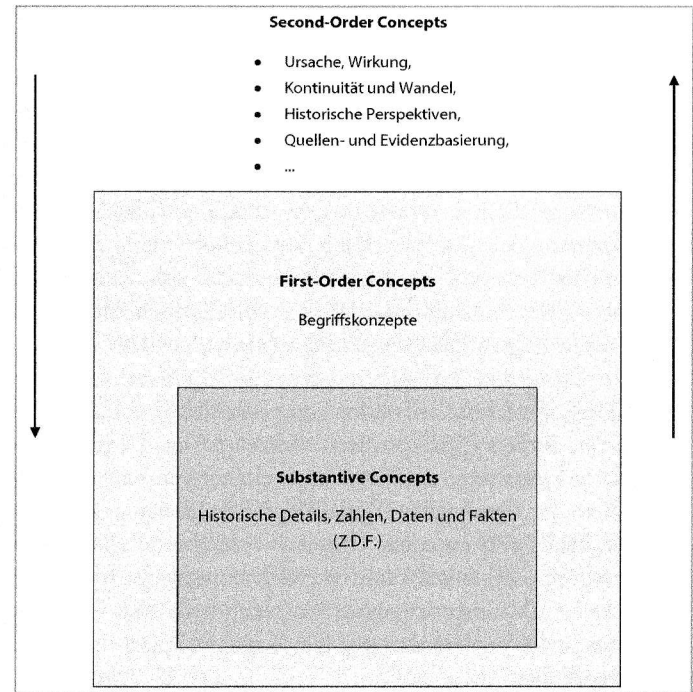 Second-Order Concepts
• Ursache, Wirkung,
• Kontinuität und Wandel,
• Historische Perspektiven,
• Quellen- und Evidenzbasierung,
• ...
First-Order Concepts
Begriffskonzepte
Substantive Concepts
Historische Details, Zahlen, Daten und Fakten
(Z.D.F.)